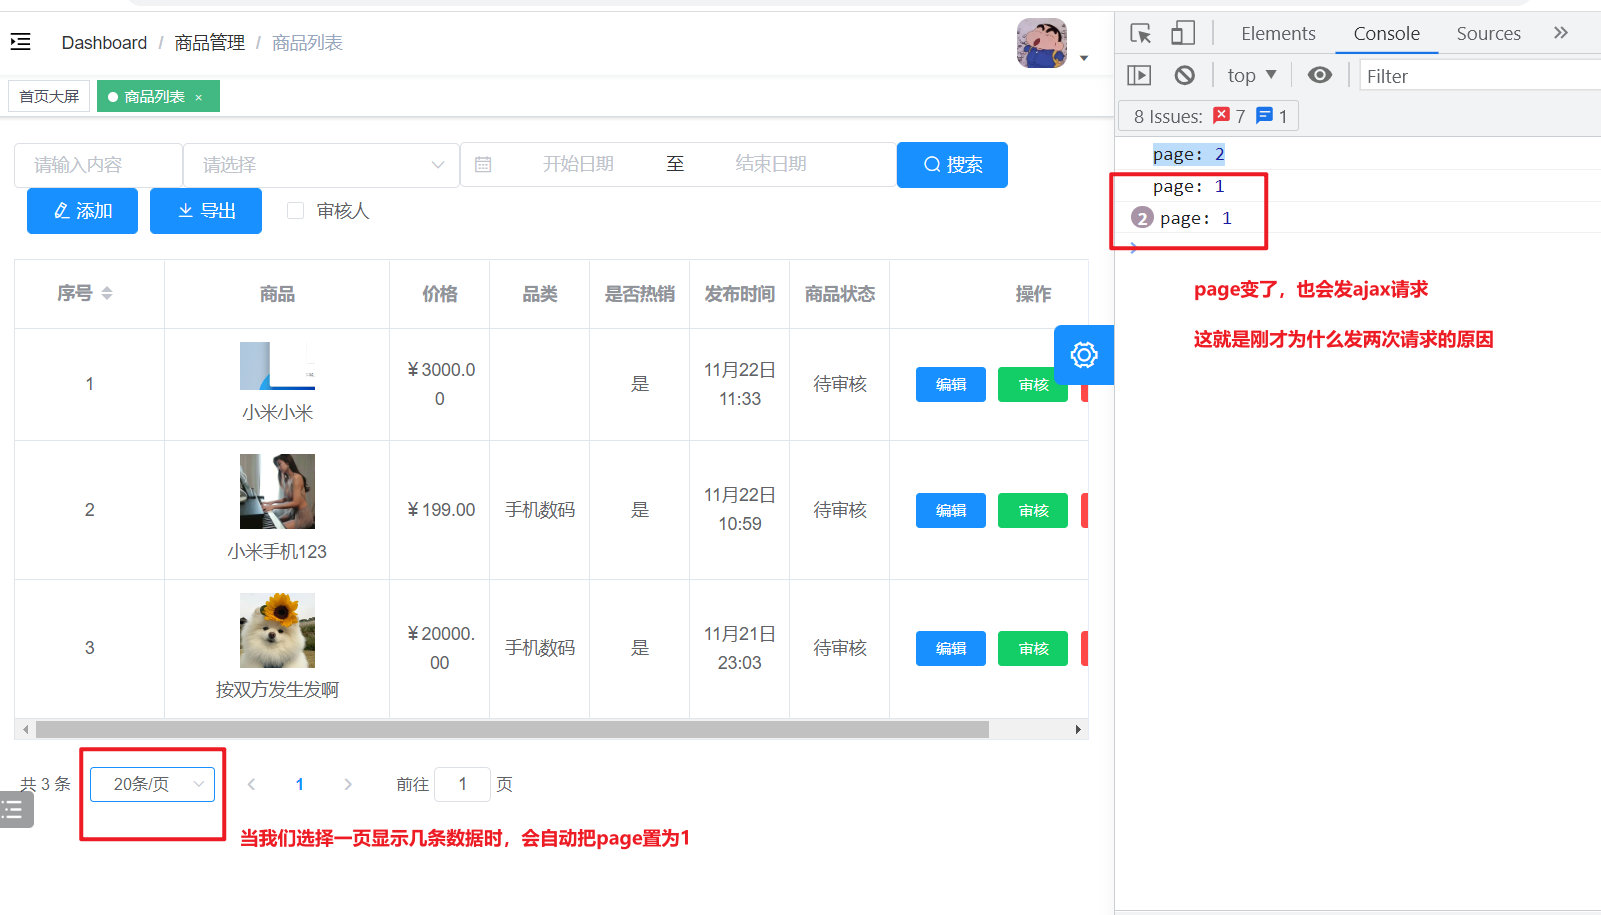 Dashboard / 商品管理 / 商品列表
首页大屏
商品列表 ×
请输入内容
请选择
开始日期 至 结束日期
搜索
添加
导出
审核人
序号 商品 价格 品类 是否热销 发布时间 商品状态 操作
1 小米小米 ¥3000.00 是 11月22日 11:33 待审核 编辑 审核
2 小米手机123 ¥199.00 手机数码 是 11月22日 10:59 待审核 编辑 审核
3 按双方发生发啊 ¥20000.00 手机数码 是 11月21日 23:03 待审核 编辑 审核
共 3 条 20条/页 1 前往 1 页
当我们选择一页显示几条数据时，会自动把page置为1
Elements Console Sources »
top ▼ Filter
8 Issues: 7 1
page: 2
page: 1
2 page: 1
page变了，也会发ajax请求
这就是刚才为什么发两次请求的原因